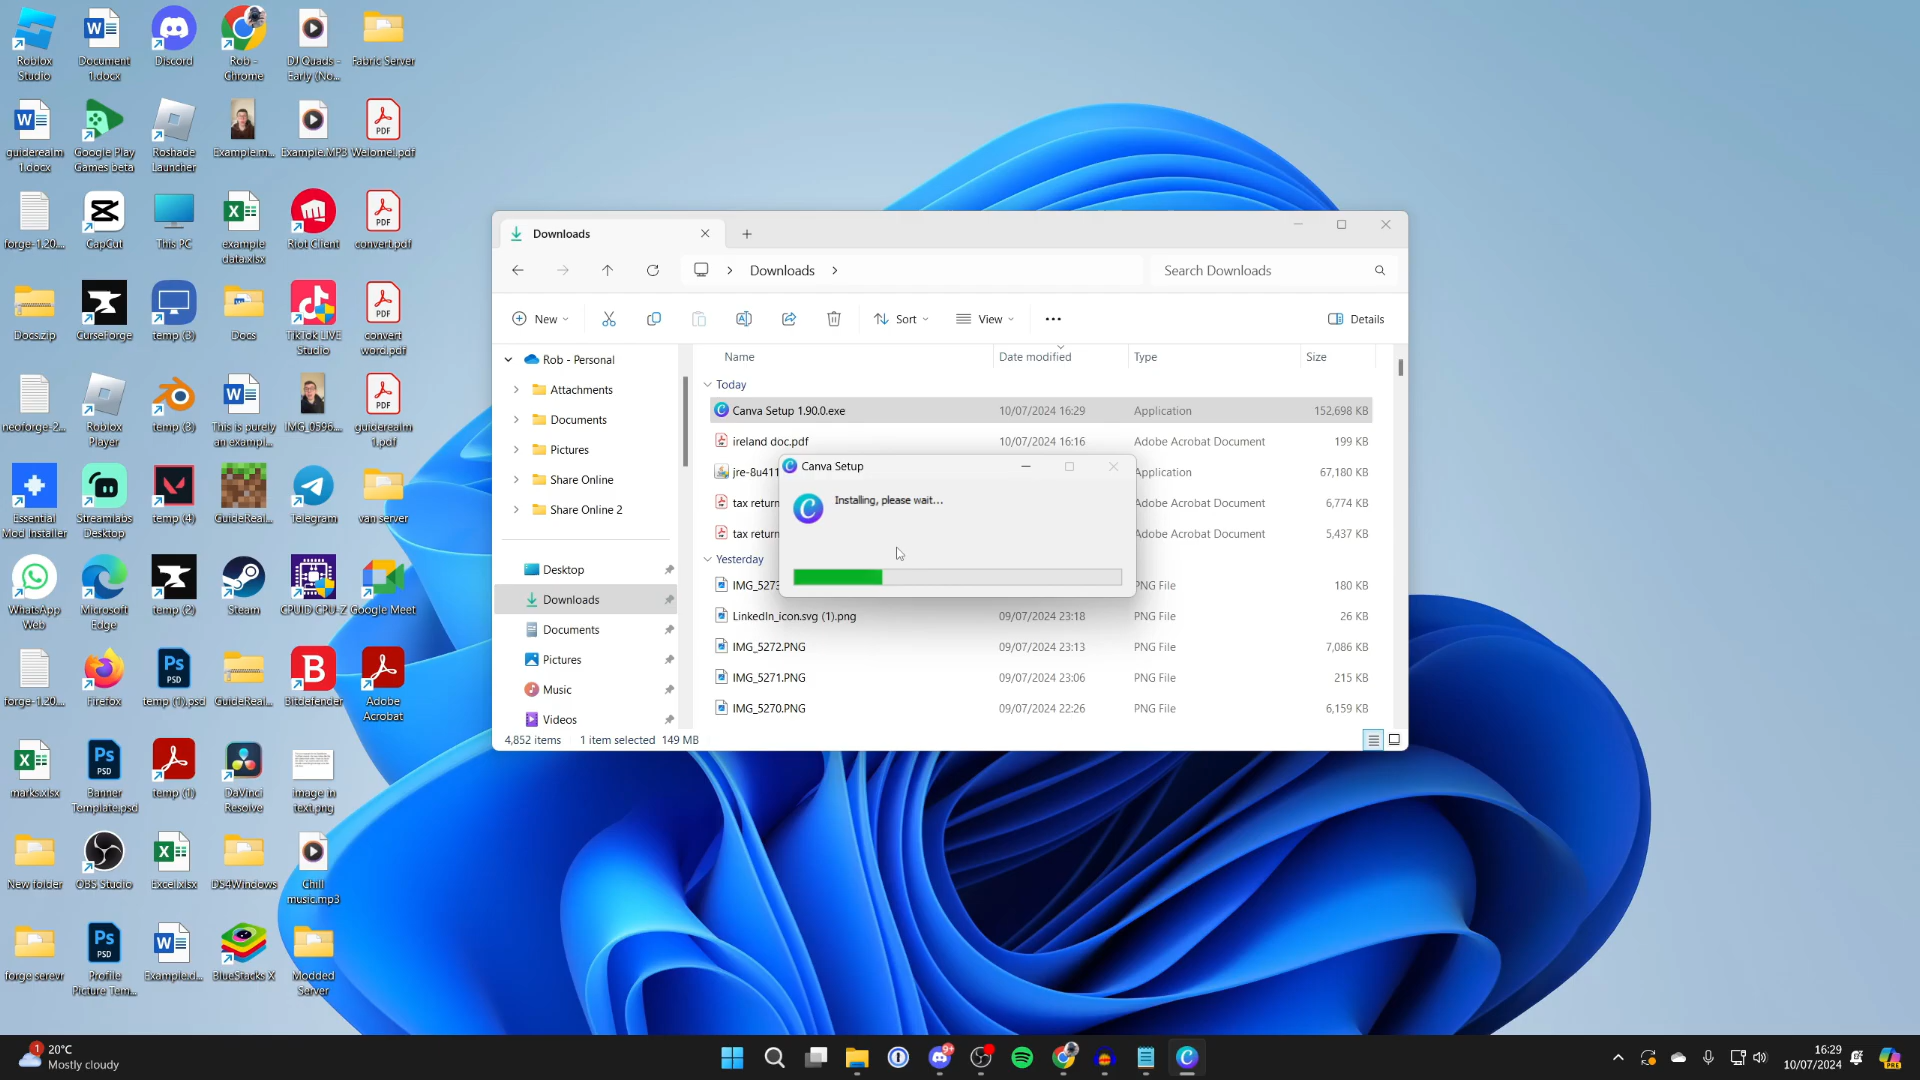 Roblox Studio
Document 1.docx
Discord
Rob - Chrome
DJ Quads - Early (No...
Fabric Server
guiderealm 1.docx
Google Play Games beta
Roshade Launcher
Example.m...
Example.MP3
Welome!.pdf
forge-1.20...
CapCut
This PC
example data.xlsx
Riot Client
convert.pdf
Docs.zip
CurseForge
temp (3)
Docs
TikTok LIVE Studio
convert word.pdf
neoforge-2...
Roblox Player
temp (3)
This is purely an exampl...
IMG_0396....
guiderealm 1.pdf
Essential Mod Installer
Streamlabs Desktop
temp (4)
GuideReal...
Telegram
van server
WhatsApp Web
Microsoft Edge
temp (2)
Steam
CPUID CPU-Z
Google Meet
forge-1.20...
Firefox
temp (1).psd
GuideReal...
Bitdefender
Adobe Acrobat
marks.xlsx
Banner Template.psd
temp (1)
DaVinci Resolve
image in text.png
New folder
OBS Studio
Excel.xlsx
DS4Windows
Chill music.mp3
forge serevr
Profile Picture Tem...
Example.d...
BlueStacks X
Modded Server
Downloads
Downloads
Search Downloads
New
Sort
View
Details
Rob - Personal
Attachments
Documents
Pictures
Share Online
Share Online 2
Desktop
Downloads
Documents
Pictures
Music
Videos
Name Date modified Type Size
Today
Canva Setup 1.90.0.exe 10/07/2024 16:29 Application 152,698 KB
ireland doc.pdf 10/07/2024 16:16 Adobe Acrobat Document 199 KB
jre-8u411 Application 67,180 KB
tax return Adobe Acrobat Document 6,774 KB
tax return Adobe Acrobat Document 5,437 KB
Yesterday
IMG_5273 PNG File 180 KB
LinkedIn_icon.svg (1).png 09/07/2024 23:18 PNG File 26 KB
IMG_5272.PNG 09/07/2024 23:13 PNG File 7,086 KB
IMG_5271.PNG 09/07/2024 23:06 PNG File 215 KB
IMG_5270.PNG 09/07/2024 22:26 PNG File 6,159 KB
Canva Setup
Installing, please wait...
4,852 items 1 item selected 149 MB
1
20°C
Mostly cloudy
9+
16:29
10/07/2024
PRE